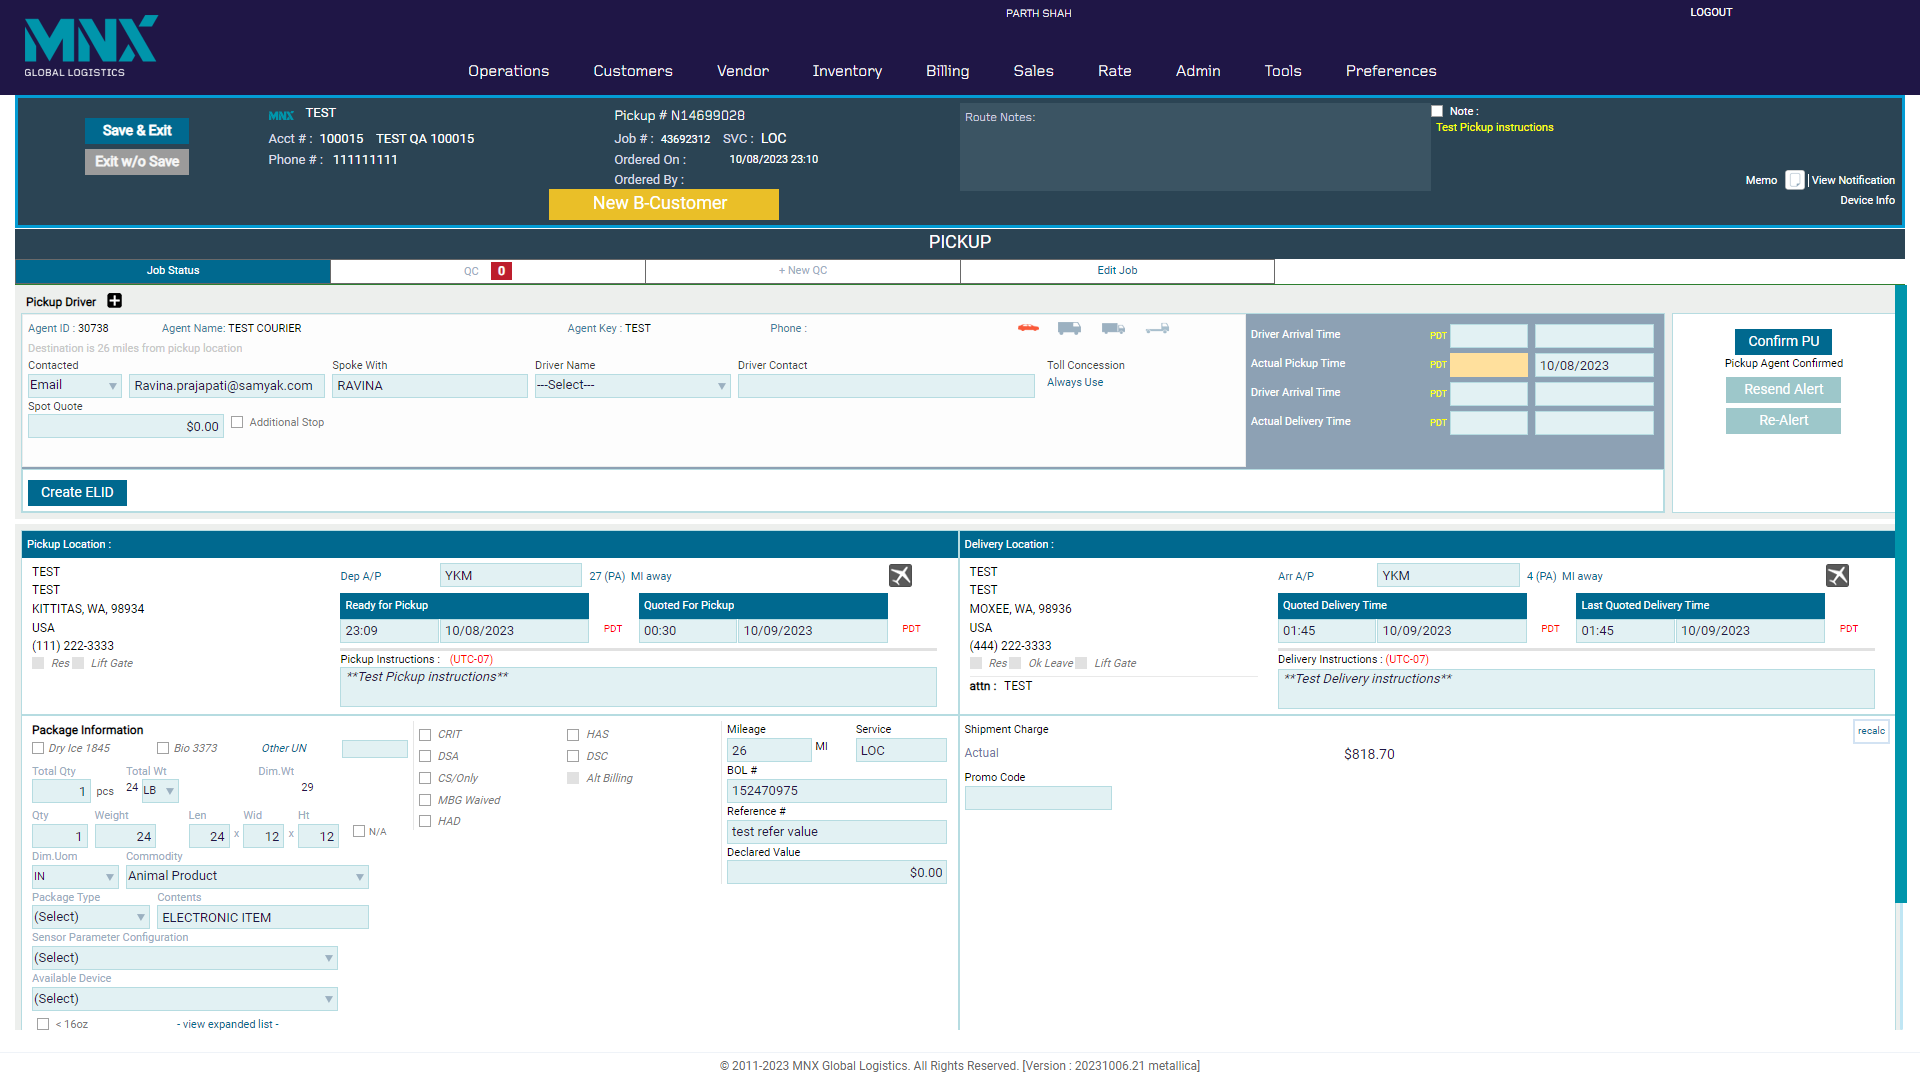 PARTH SHAH
LOGOUT
MNX
GLOBAL LOGISTICS
Operations Customers Vendor Inventory Billing Sales Rate Admin Tools Preferences
Save & Exit
Exit w/o Save
MNX TEST
Acct # : 100015 TEST QA 100015
Phone # : 111111111
Pickup # N14699028
Job # : 43692312 SVC : LOC
Ordered On : 10/08/2023 23:10
Ordered By :
New B-Customer
Route Notes:
Note :
Test Pickup instructions
Memo | View Notification
Device Info
PICKUP
Job Status QC 0 + New QC Edit Job
Pickup Driver
Agent ID : 30738 Agent Name: TEST COURIER Agent Key : TEST Phone :
Destination is 26 miles from pickup location
Contacted Spoke With Driver Name Driver Contact Toll Concession
Email Ravina.prajapati@samyak.com RAVINA ---Select--- Always Use
Spot Quote
$0.00 Additional Stop
Driver Arrival Time PDT
Actual Pickup Time PDT 10/08/2023
Driver Arrival Time PDT
Actual Delivery Time PDT
Confirm PU
Pickup Agent Confirmed
Resend Alert
Re-Alert
Create ELID
Pickup Location :
TEST
TEST
KITTITAS, WA, 98934
USA
(111) 222-3333
Res Lift Gate
Dep A/P YKM 27 (PA) MI away
Ready for Pickup Quoted For Pickup
23:09 10/08/2023 PDT 00:30 10/09/2023 PDT
Pickup Instructions : (UTC-07)
**Test Pickup instructions**
Delivery Location :
TEST
TEST
MOXEE, WA, 98936
USA
(444) 222-3333
Res Ok Leave Lift Gate
attn : TEST
Arr A/P YKM 4 (PA) MI away
Quoted Delivery Time Last Quoted Delivery Time
01:45 10/09/2023 PDT 01:45 10/09/2023 PDT
Delivery Instructions : (UTC-07)
**Test Delivery instructions**
Package Information
Dry Ice 1845 Bio 3373 Other UN
Total Qty Total Wt Dim.Wt
1 pcs 24 LB 29
Qty Weight Len Wid Ht
1 24 24 x 12 x 12 N/A
Dim.Uom Commodity
IN Animal Product
Package Type Contents
(Select) ELECTRONIC ITEM
Sensor Parameter Configuration
(Select)
Available Device
(Select)
< 16oz - view expanded list -
CRIT HAS
DSA DSC
CS/Only Alt Billing
MBG Waived
HAD
Mileage Service
26 MI LOC
BOL #
152470975
Reference #
test refer value
Declared Value
$0.00
Shipment Charge recalc
Actual $818.70
Promo Code
© 2011-2023 MNX Global Logistics. All Rights Reserved. [Version : 20231006.21 metallica]